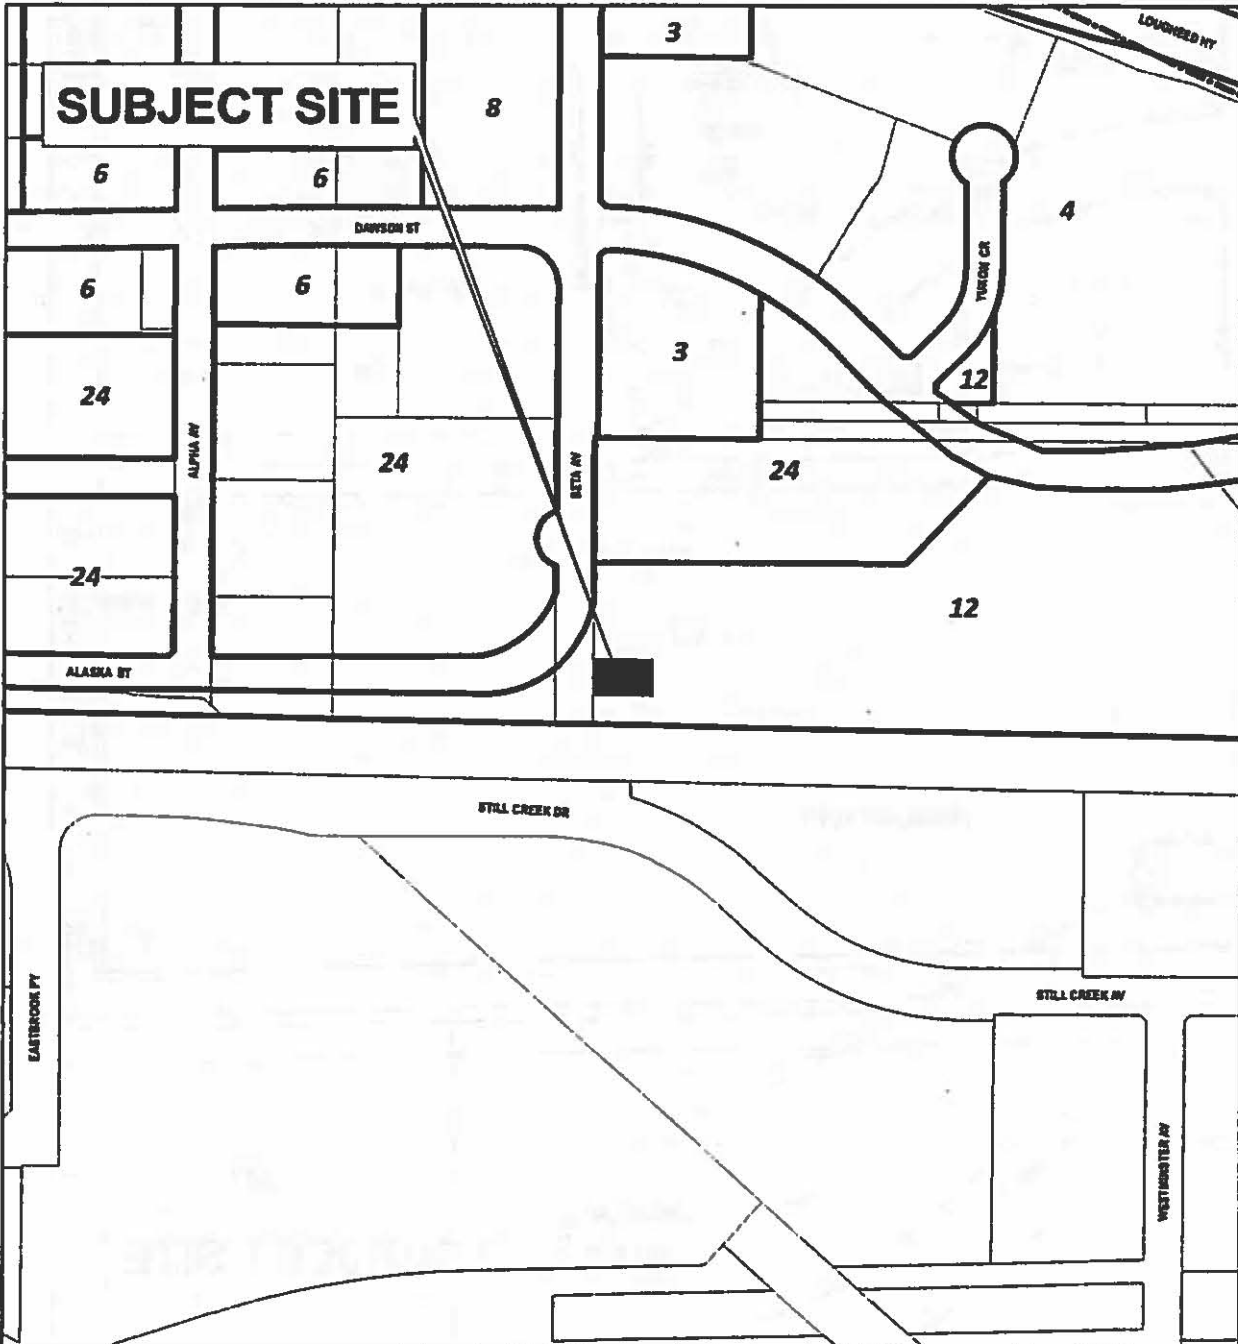 3
LOUGHEED HY
SUBJECT SITE
8
6
6
4
DAWSON ST
YUKON CR
6
6
3
12
24
ALPHA AV
24
BETA AV
24
24
12
ALASKA ST
STILL CREEK DR
EASTBROOK PY
STILL CREEK AV
WESTMINSTER AV